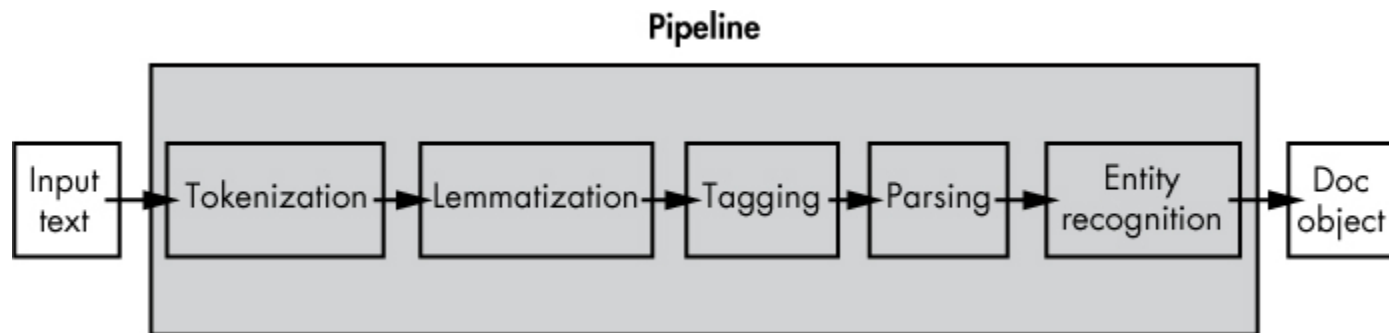 Pipeline
Input
text
Tokenization
Lemmatization
Tagging
Parsing
Entity
recognition
Doc
object